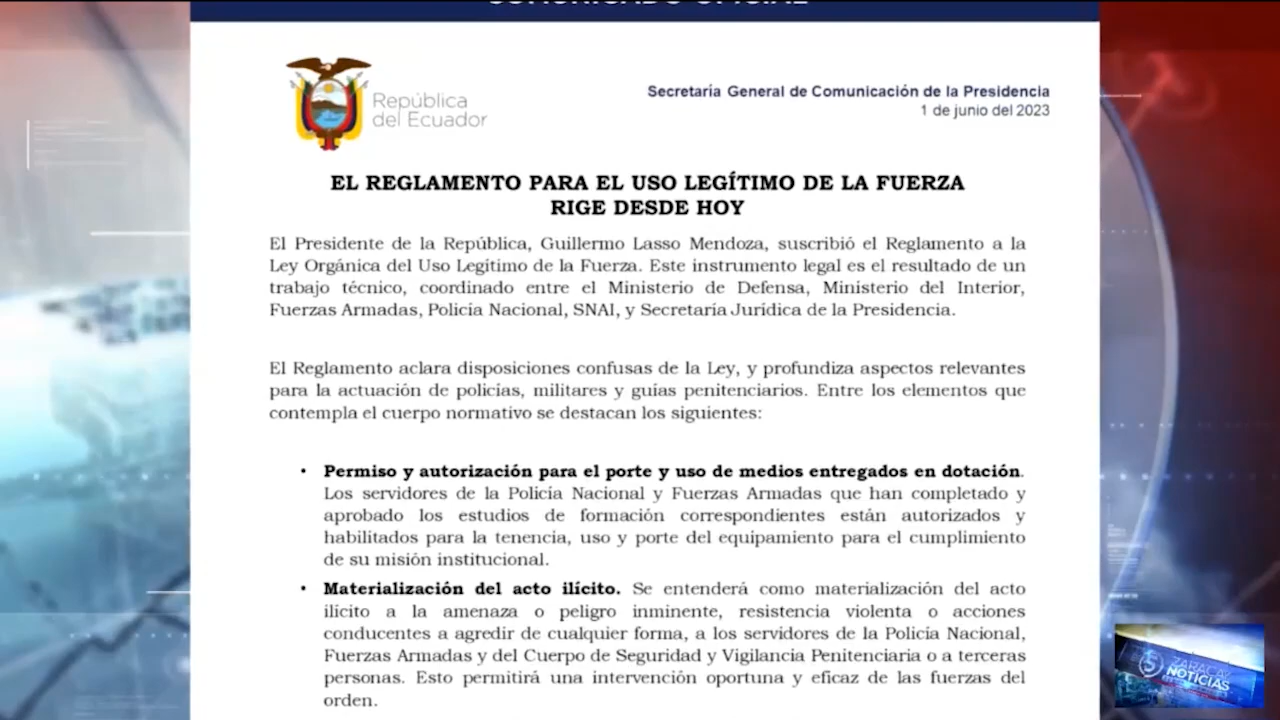 COMUNICADO OFICIAL
República
del Ecuador
Secretaría General de Comunicación de la Presidencia
1 de junio del 2023
EL REGLAMENTO PARA EL USO LEGÍTIMO DE LA FUERZA
RIGE DESDE HOY
El Presidente de la República, Guillermo Lasso Mendoza, suscribió el Reglamento a la
Ley Orgánica del Uso Legítimo de la Fuerza. Este instrumento legal es el resultado de un
trabajo técnico, coordinado entre el Ministerio de Defensa, Ministerio del Interior,
Fuerzas Armadas, Policía Nacional, SNAI, y Secretaría Jurídica de la Presidencia.
El Reglamento aclara disposiciones confusas de la Ley, y profundiza aspectos relevantes
para la actuación de policías, militares y guías penitenciarios. Entre los elementos que
contempla el cuerpo normativo se destacan los siguientes:
• Permiso y autorización para el porte y uso de medios entregados en dotación.
Los servidores de la Policía Nacional y Fuerzas Armadas que han completado y
aprobado los estudios de formación correspondientes están autorizados y
habilitados para la tenencia, uso y porte del equipamiento para el cumplimiento
de su misión institucional.
• Materialización del acto ilícito. Se entenderá como materialización del acto
ilícito a la amenaza o peligro inminente, resistencia violenta o acciones
conducentes a agredir de cualquier forma, a los servidores de la Policía Nacional,
Fuerzas Armadas y del Cuerpo de Seguridad y Vigilancia Penitenciaria o a terceras
personas. Esto permitirá una intervención oportuna y eficaz de las fuerzas del
orden.
5 ZARACAY
NOTICIAS